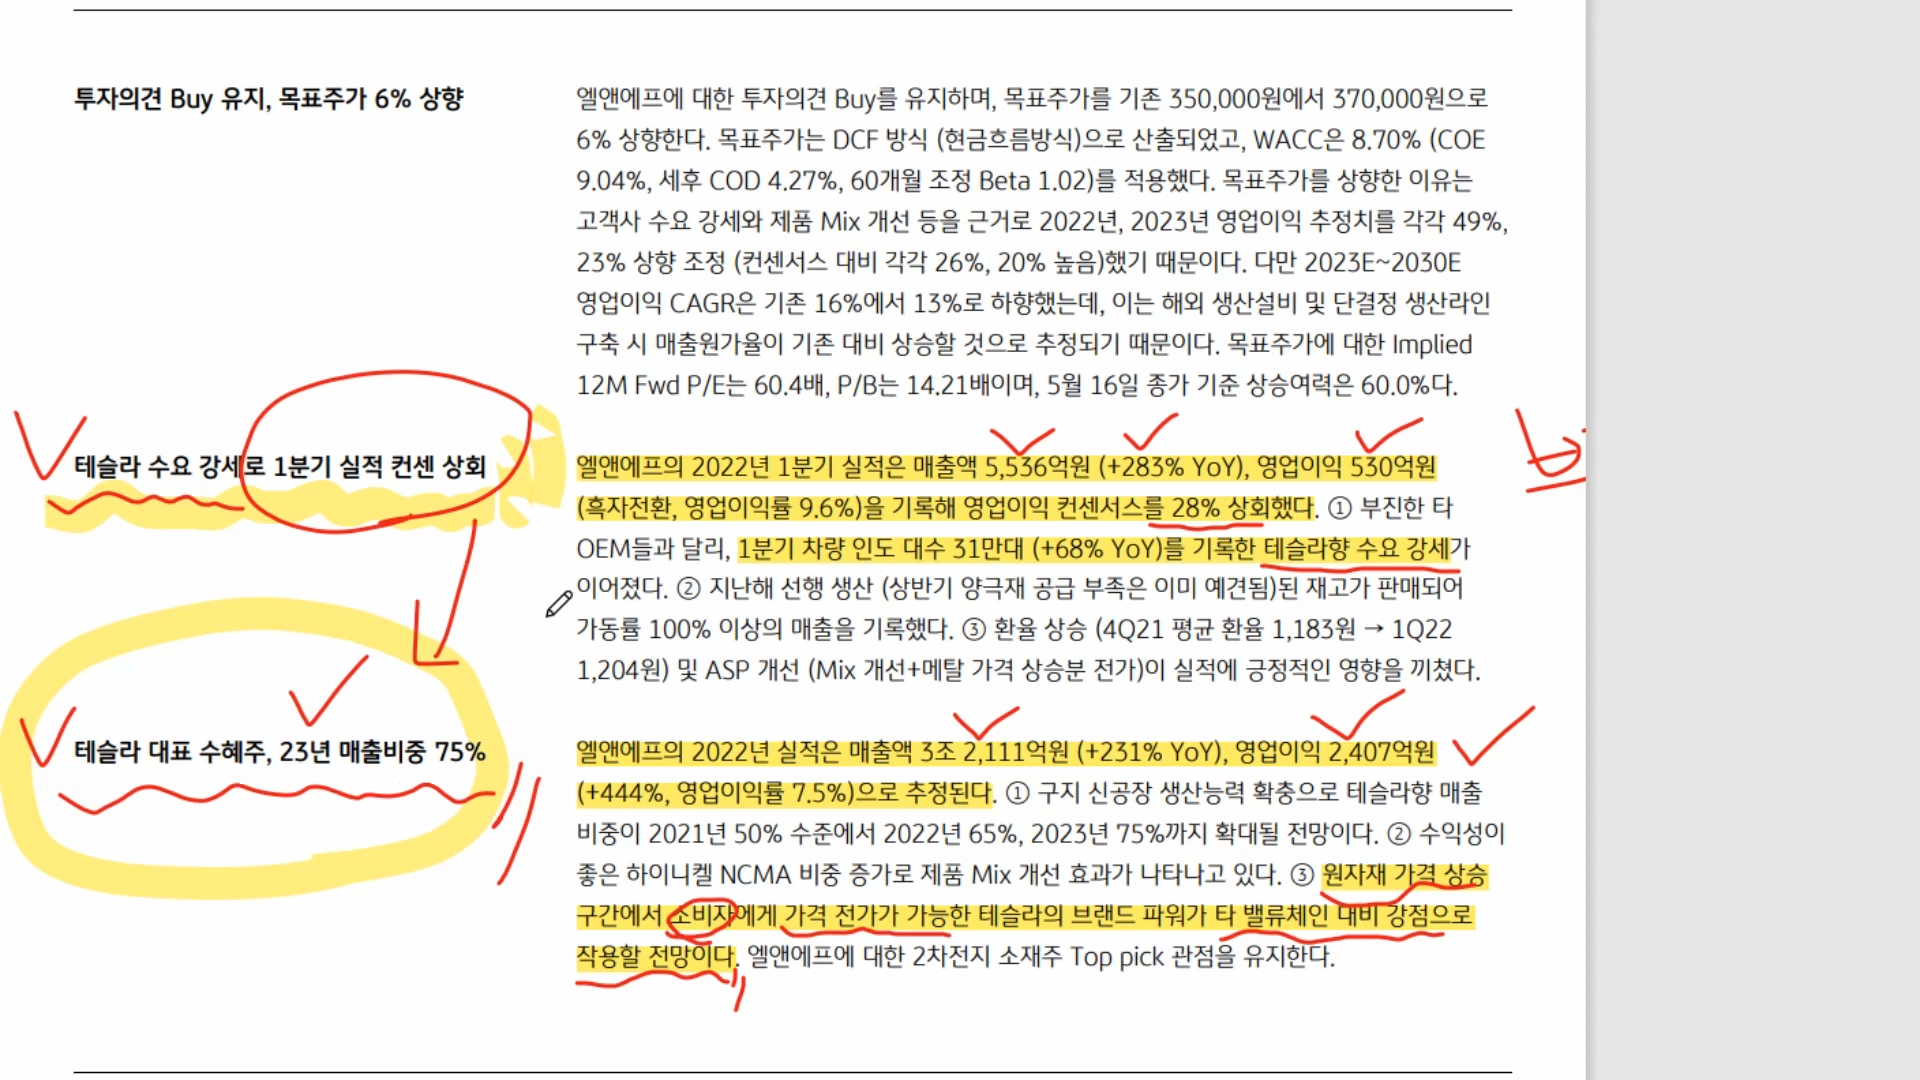 투자의견 Buy 유지, 목표주가 6% 상향
엘앤에프에 대한 투자의견 Buy를 유지하며, 목표주가를 기존 350,000원에서 370,000원으로
6% 상향한다. 목표주가는 DCF 방식 (현금흐름방식)으로 산출되었고, WACC은 8.70% (COE
9.04%, 세후 COD 4.27%, 60개월 조정 Beta 1.02)를 적용했다. 목표주가를 상향한 이유는
고객사 수요 강세와 제품 Mix 개선 등을 근거로 2022년, 2023년 영업이익 추정치를 각각 49%,
23% 상향 조정 (컨센서스 대비 각각 26%, 20% 높음)했기 때문이다. 다만 2023E~2030E
영업이익 CAGR은 기존 16%에서 13%로 하향했는데, 이는 해외 생산설비 및 단결정 생산라인
구축 시 매출원가율이 기존 대비 상승할 것으로 추정되기 때문이다. 목표주가에 대한 Implied
12M Fwd P/E는 60.4배, P/B는 14.21배이며, 5월 16일 종가 기준 상승여력은 60.0%다.
테슬라 수요 강세로 1분기 실적 컨센 상회
엘앤에프의 2022년 1분기 실적은 매출액 5,536억원 (+283% YoY), 영업이익 530억원
(흑자전환, 영업이익률 9.6%)을 기록해 영업이익 컨센서스를 28% 상회했다. ① 부진한 타
OEM들과 달리, 1분기 차량 인도 대수 31만대 (+68% YoY)를 기록한 테슬라향 수요 강세가
이어졌다. ② 지난해 선행 생산 (상반기 양극재 공급 부족은 이미 예견됨)된 재고가 판매되어
가동률 100% 이상의 매출을 기록했다. ③ 환율 상승 (4Q21 평균 환율 1,183원 → 1Q22
1,204원) 및 ASP 개선 (Mix 개선+메탈 가격 상승분 전가)이 실적에 긍정적인 영향을 끼쳤다.
테슬라 대표 수혜주, 23년 매출비중 75%
엘앤에프의 2022년 실적은 매출액 3조 2,111억원 (+231% YoY), 영업이익 2,407억원
(+444%, 영업이익률 7.5%)으로 추정된다. ① 구지 신공장 생산능력 확충으로 테슬라향 매출
비중이 2021년 50% 수준에서 2022년 65%, 2023년 75%까지 확대될 전망이다. ② 수익성이
좋은 하이니켈 NCMA 비중 증가로 제품 Mix 개선 효과가 나타나고 있다. ③ 원자재 가격 상승
구간에서 소비자에게 가격 전가가 가능한 테슬라의 브랜드 파워가 타 밸류체인 대비 강점으로
작용할 전망이다. 엘앤에프에 대한 2차전지 소재주 Top pick 관점을 유지한다.